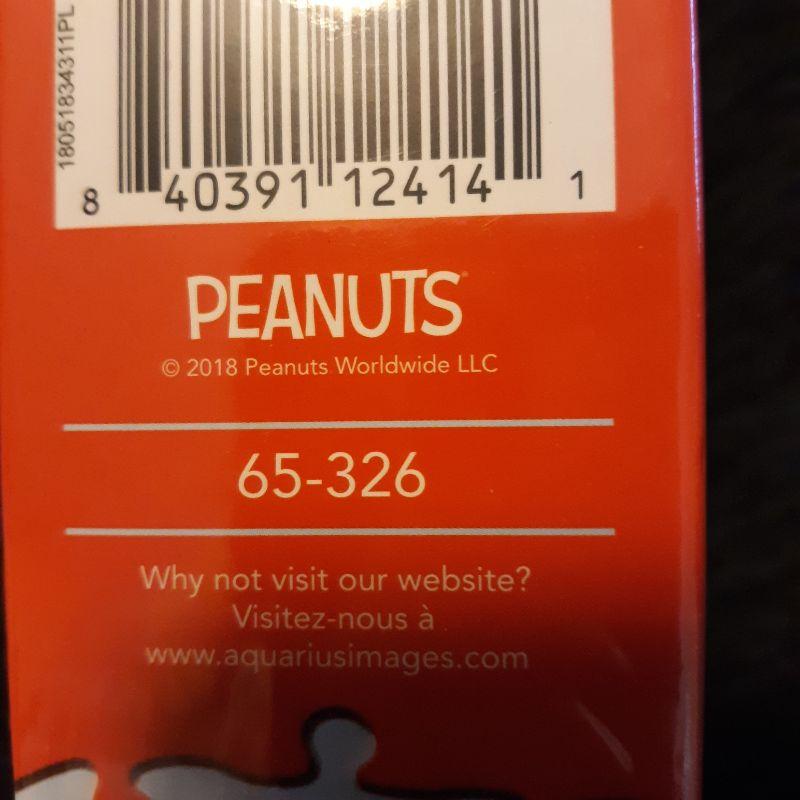 18051834311PL
8 40391 12414 1
PEANUTS
© 2018 Peanuts Worldwide LLC
65-326
Why not visit our website?
Visitez-nous à
www.aquariusimages.com